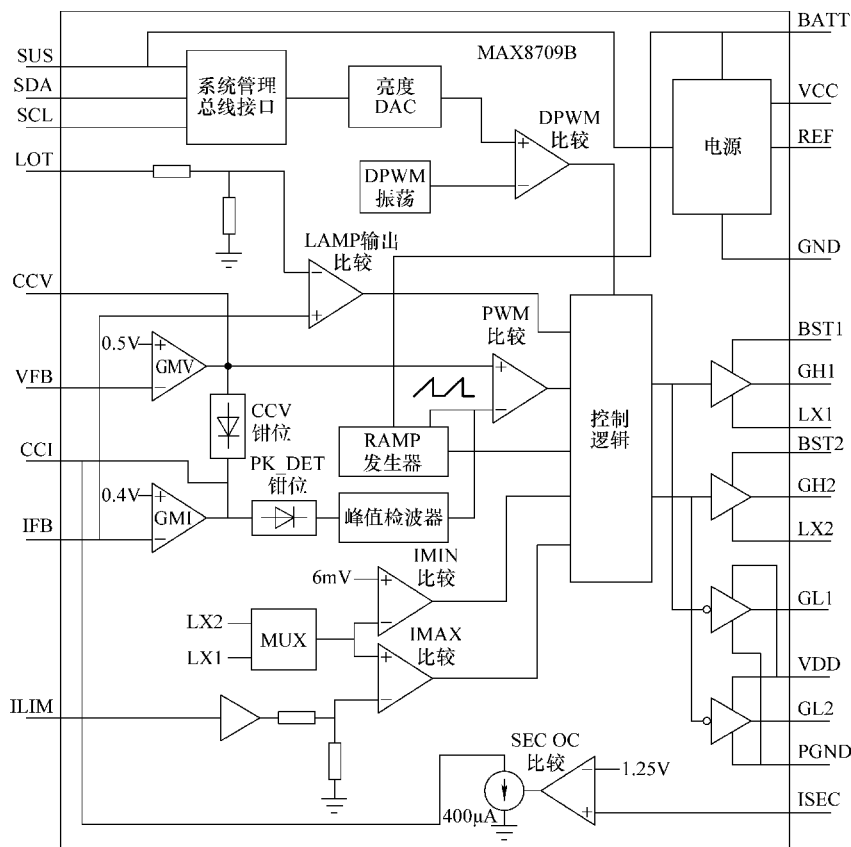 BATT
SUS
MAX8709B
SDA
系统管理
总线接口
亮度
DAC
VCC
SCL
DPWM
比较
REF
电源
LOT
DPWM
振荡
LAMP输出
比较
GND
CCV
PWM
比较
BST1
0.5V
GMV
GH1
VFB
CCV
钳位
控制
逻辑
LX1
CCI
RAMP
发生器
BST2
PK_DET
钳位
0.4V
GMI
峰值检波器
GH2
IFB
LX2
IMIN
比较
6mV
LX2
MUX
LX1
IMAX
比较
GL1
VDD
ILIM
GL2
SEC OC
比较
PGND
1.25V
400μA
ISEC
+
−
−
+
+
−
+
−
+
−
+
−
+
−
−
+